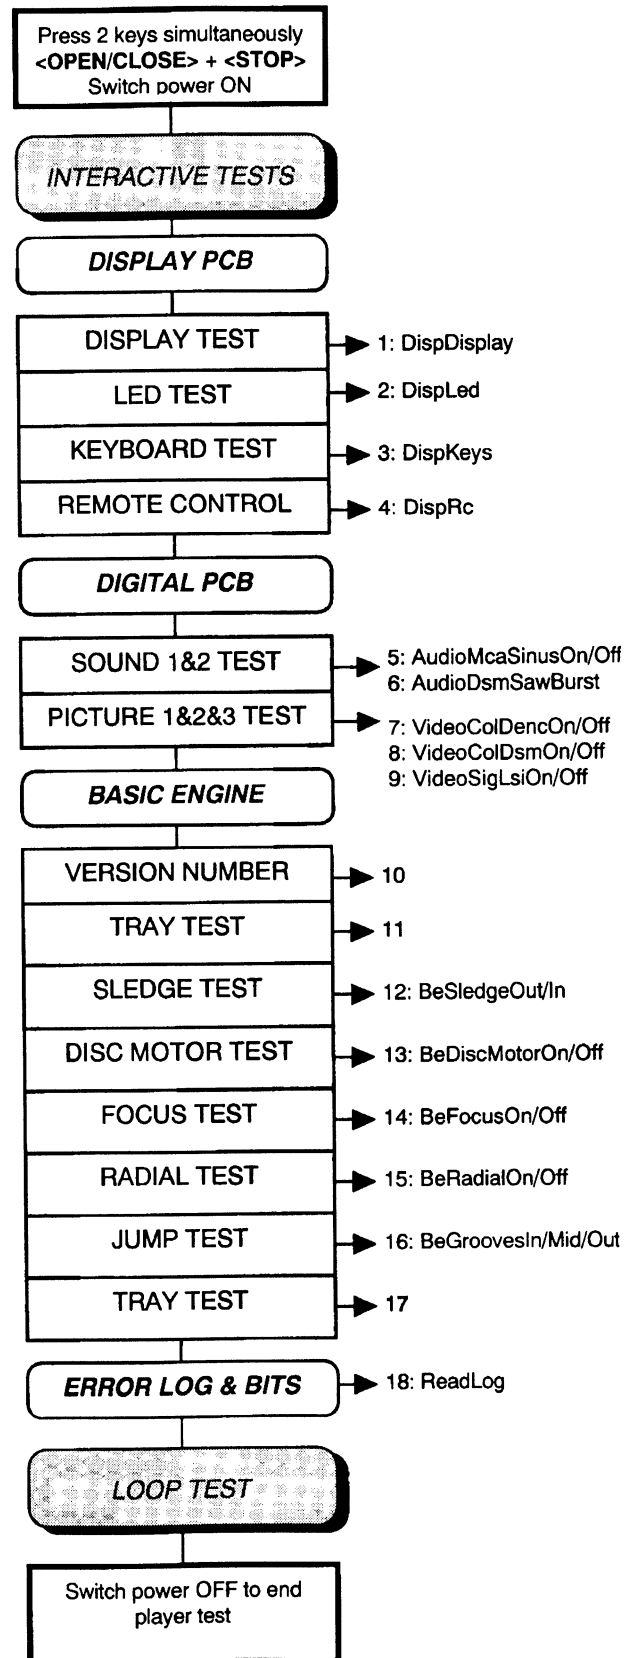 Press 2 keys simultaneously
<OPEN/CLOSE> + <STOP>
Switch power ON
INTERACTIVE TESTS
DISPLAY PCB
DISPLAY TEST
1: DispDisplay
LED TEST
2: DispLed
KEYBOARD TEST
3: DispKeys
REMOTE CONTROL
4: DispRc
DIGITAL PCB
SOUND 1&2 TEST
5: AudioMcaSinusOn/Off
6: AudioDsmSawBurst
PICTURE 1&2&3 TEST
7: VideoColDencOn/Off
8: VideoColDsmOn/Off
9: VideoSigLsiOn/Off
BASIC ENGINE
VERSION NUMBER
10
TRAY TEST
11
SLEDGE TEST
12: BeSledgeOut/In
DISC MOTOR TEST
13: BeDiscMotorOn/Off
FOCUS TEST
14: BeFocusOn/Off
RADIAL TEST
15: BeRadialOn/Off
JUMP TEST
16: BeGroovesIn/Mid/Out
TRAY TEST
17
ERROR LOG & BITS
18: ReadLog
LOOP TEST
Switch power OFF to end
player test